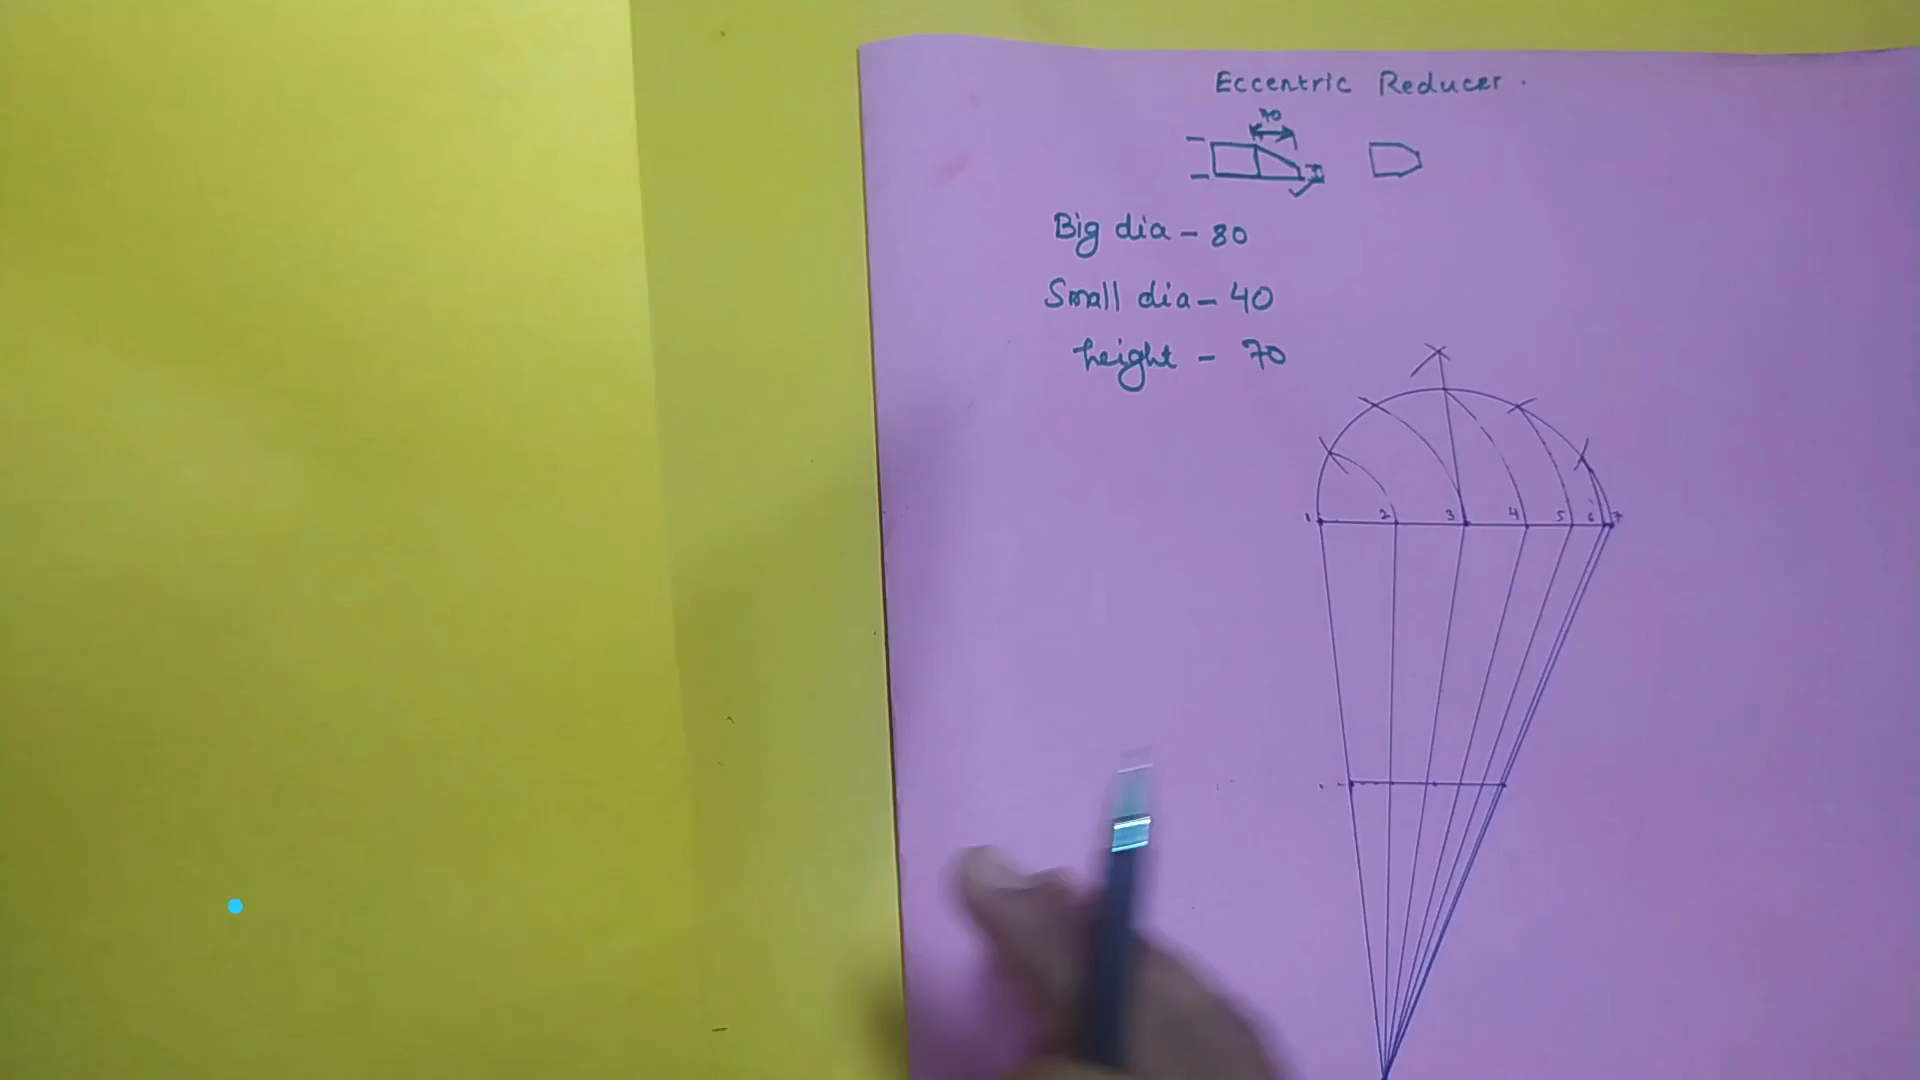 Eccentric Reducer.
70
Big dia - 80
Small dia - 40
height - 70
1 2 3 4 5 6 7